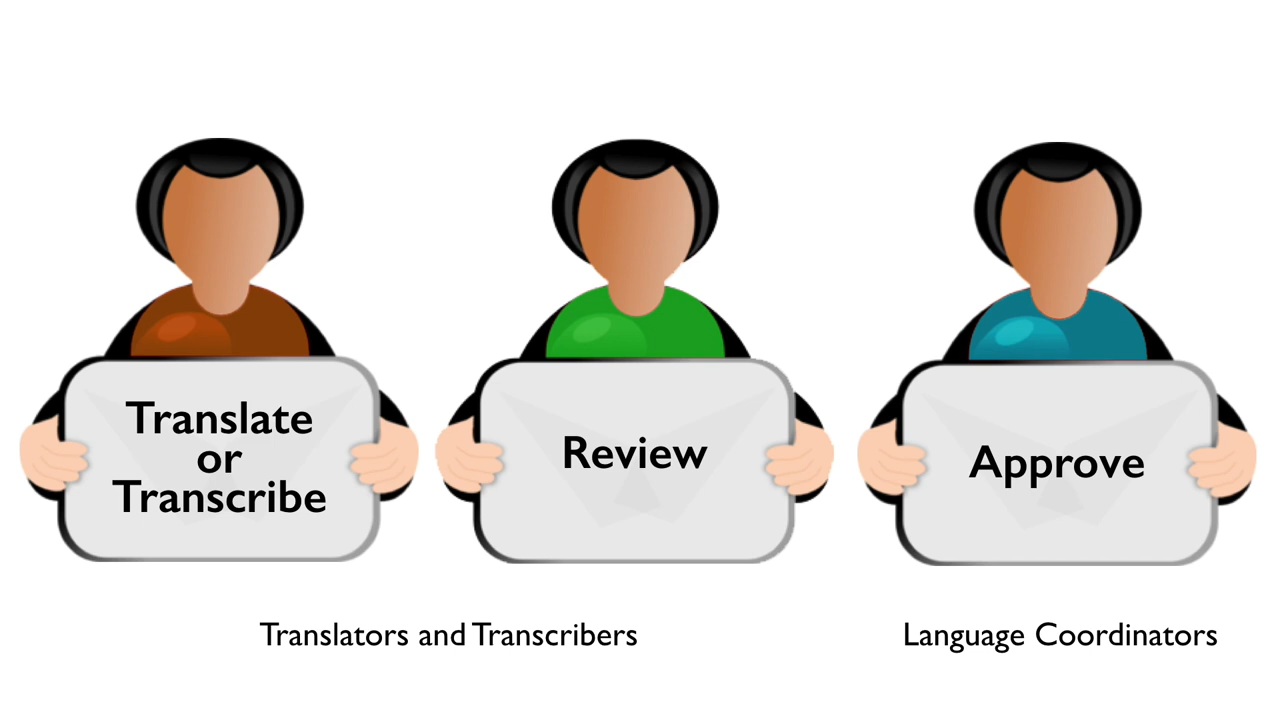 Translate
or
Transcribe
Review
Approve
Translators and Transcribers
Language Coordinators